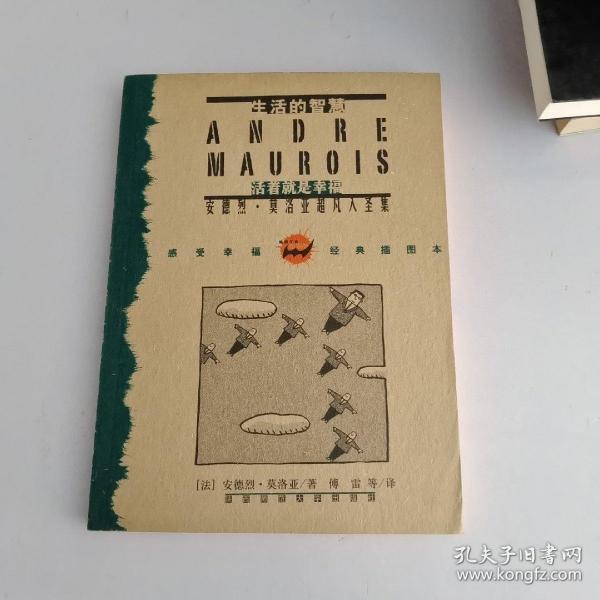 生活的智慧
ANDRE
MAUROIS
活着就是幸福
安德烈·莫洛亚超凡入圣集
感受幸福 经典插图本
[法] 安德烈·莫洛亚/著 傅雷等/译
孔夫子旧书网
www.kongfz.com